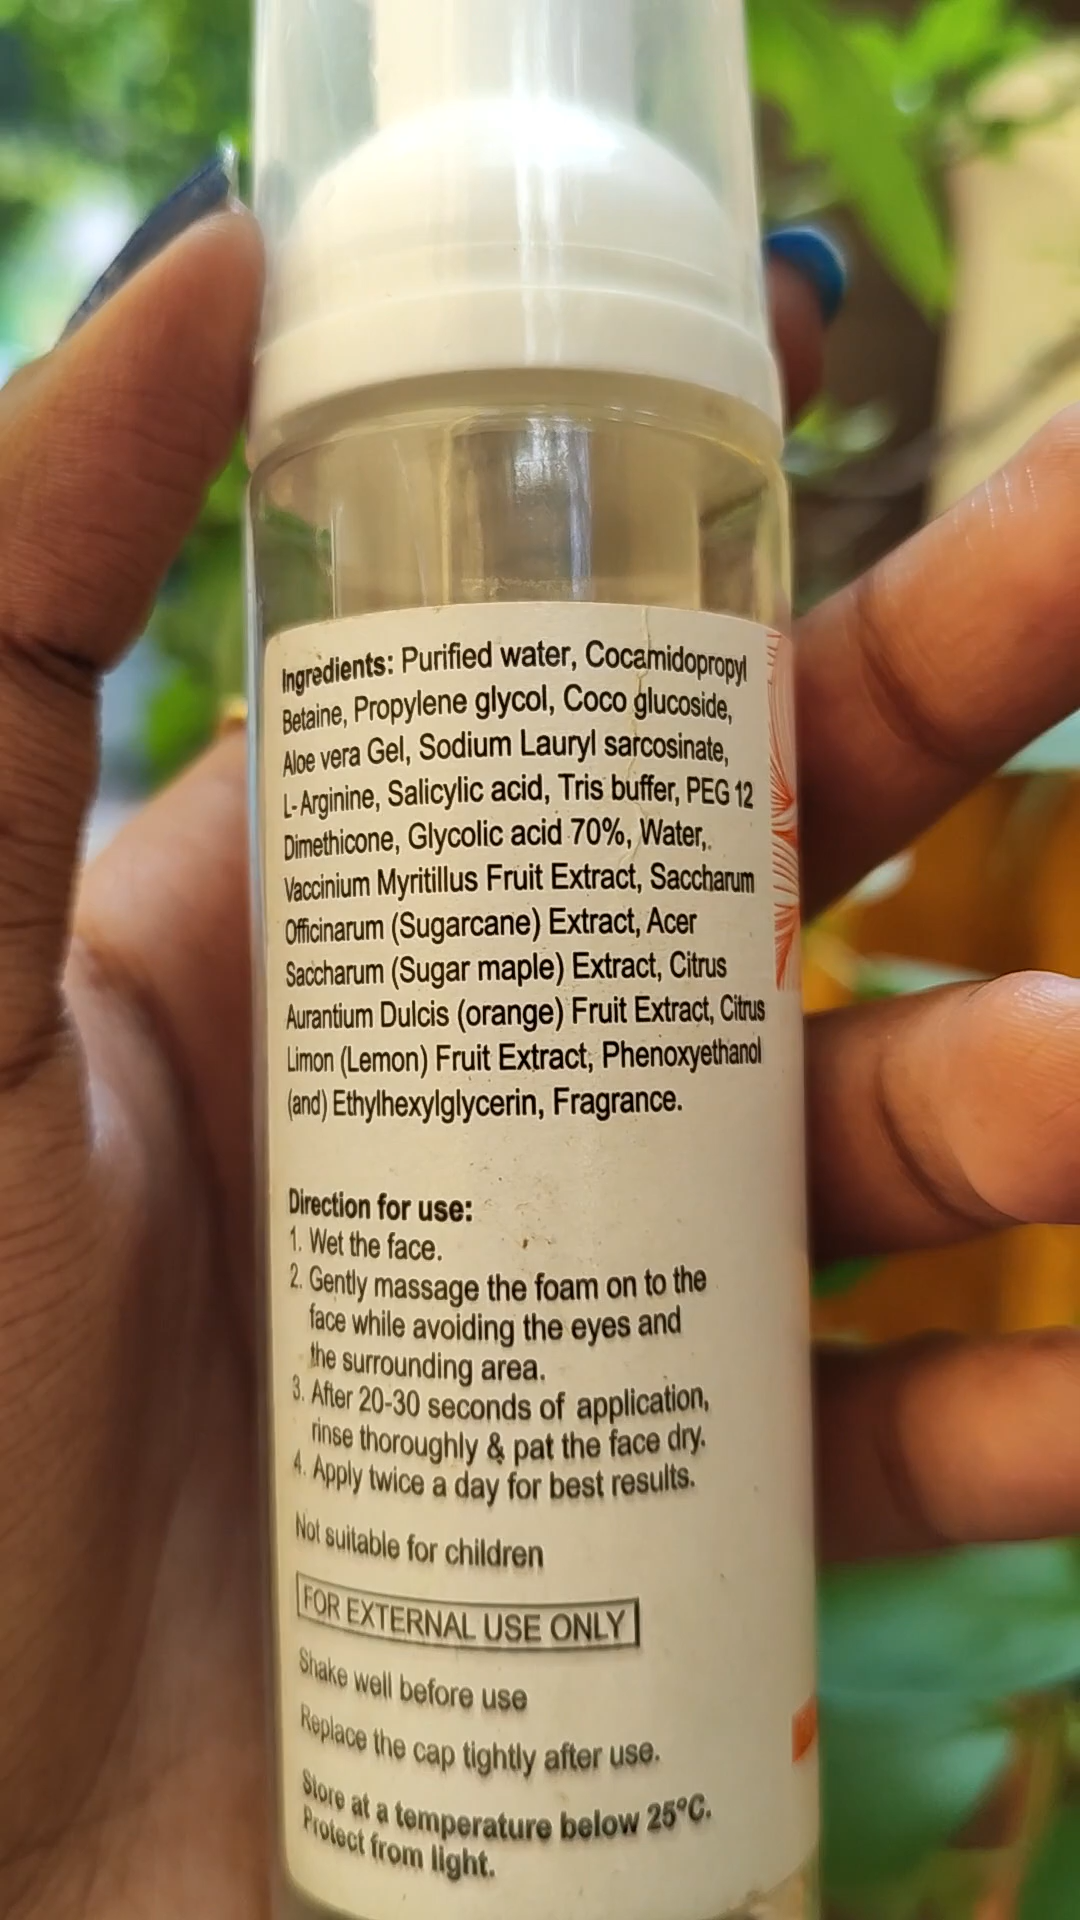 Ingredients: Purified water, Cocamidopropyl
Betaine, Propylene glycol, Coco glucoside,
Aloe vera Gel, Sodium Lauryl sarcosinate,
L-Arginine, Salicylic acid, Tris buffer, PEG 12
Dimethicone, Glycolic acid 70%, Water,.
Vaccinium Myritillus Fruit Extract, Saccharum
Officinarum (Sugarcane) Extract, Acer
Saccharum (Sugar maple) Extract, Citrus
Aurantium Dulcis (orange) Fruit Extract, Citrus
Limon (Lemon) Fruit Extract, Phenoxyethanol
(and) Ethylhexylglycerin, Fragrance.
Direction for use:
1. Wet the face.
2. Gently massage the foam on to the
face while avoiding the eyes and
the surrounding area.
3. After 20-30 seconds of application,
rinse thoroughly & pat the face dry.
4. Apply twice a day for best results.
Not suitable for children
FOR EXTERNAL USE ONLY
Shake well before use
Replace the cap tightly after use.
Store at a temperature below 25°C.
Protect from light.